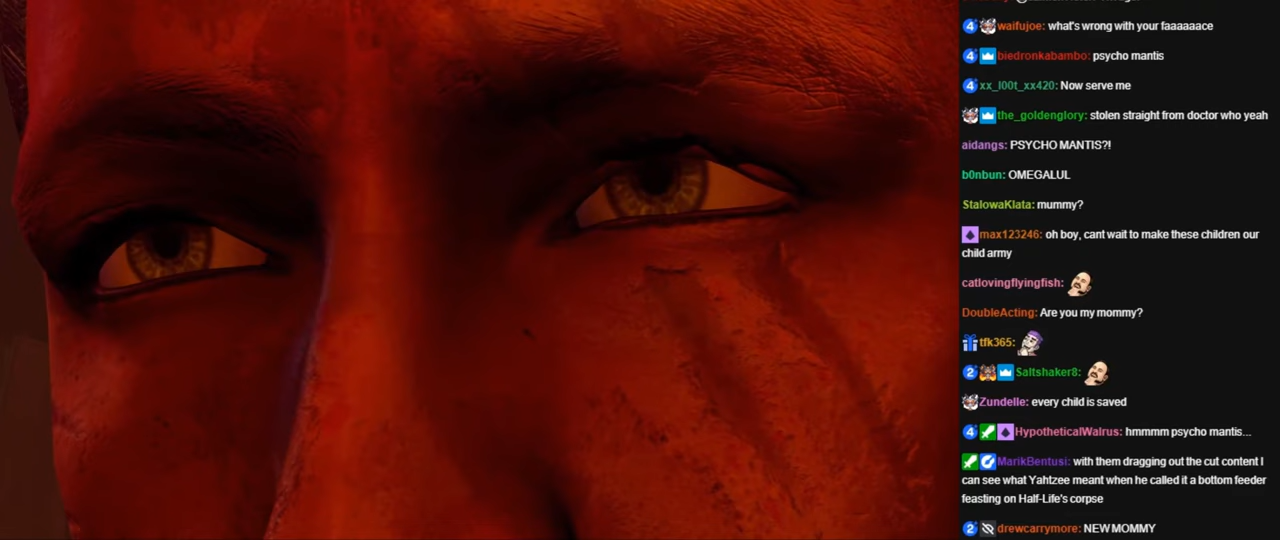 waifujoe: what's wrong with your faaaaaace
biedronkabambo: psycho mantis
xx_l00t_xx420: Now serve me
the_goldenglory: stolen straight from doctor who yeah
aidangs: PSYCHO MANTIS?!
b0nbun: OMEGALUL
StalowaKlata: mummy?
max123246: oh boy, cant wait to make these children our
child army
catlovingflyingfish:
DoubleActing: Are you my mommy?
tfk365:
Saltshaker8:
Zundelle: every child is saved
HypotheticalWalrus: hmmmm psycho mantis...
MarikBentusi: with them dragging out the cut content I
can see what Yahtzee meant when he called it a bottom feeder
feasting on Half-Life's corpse
drewcarrymore: NEW MOMMY